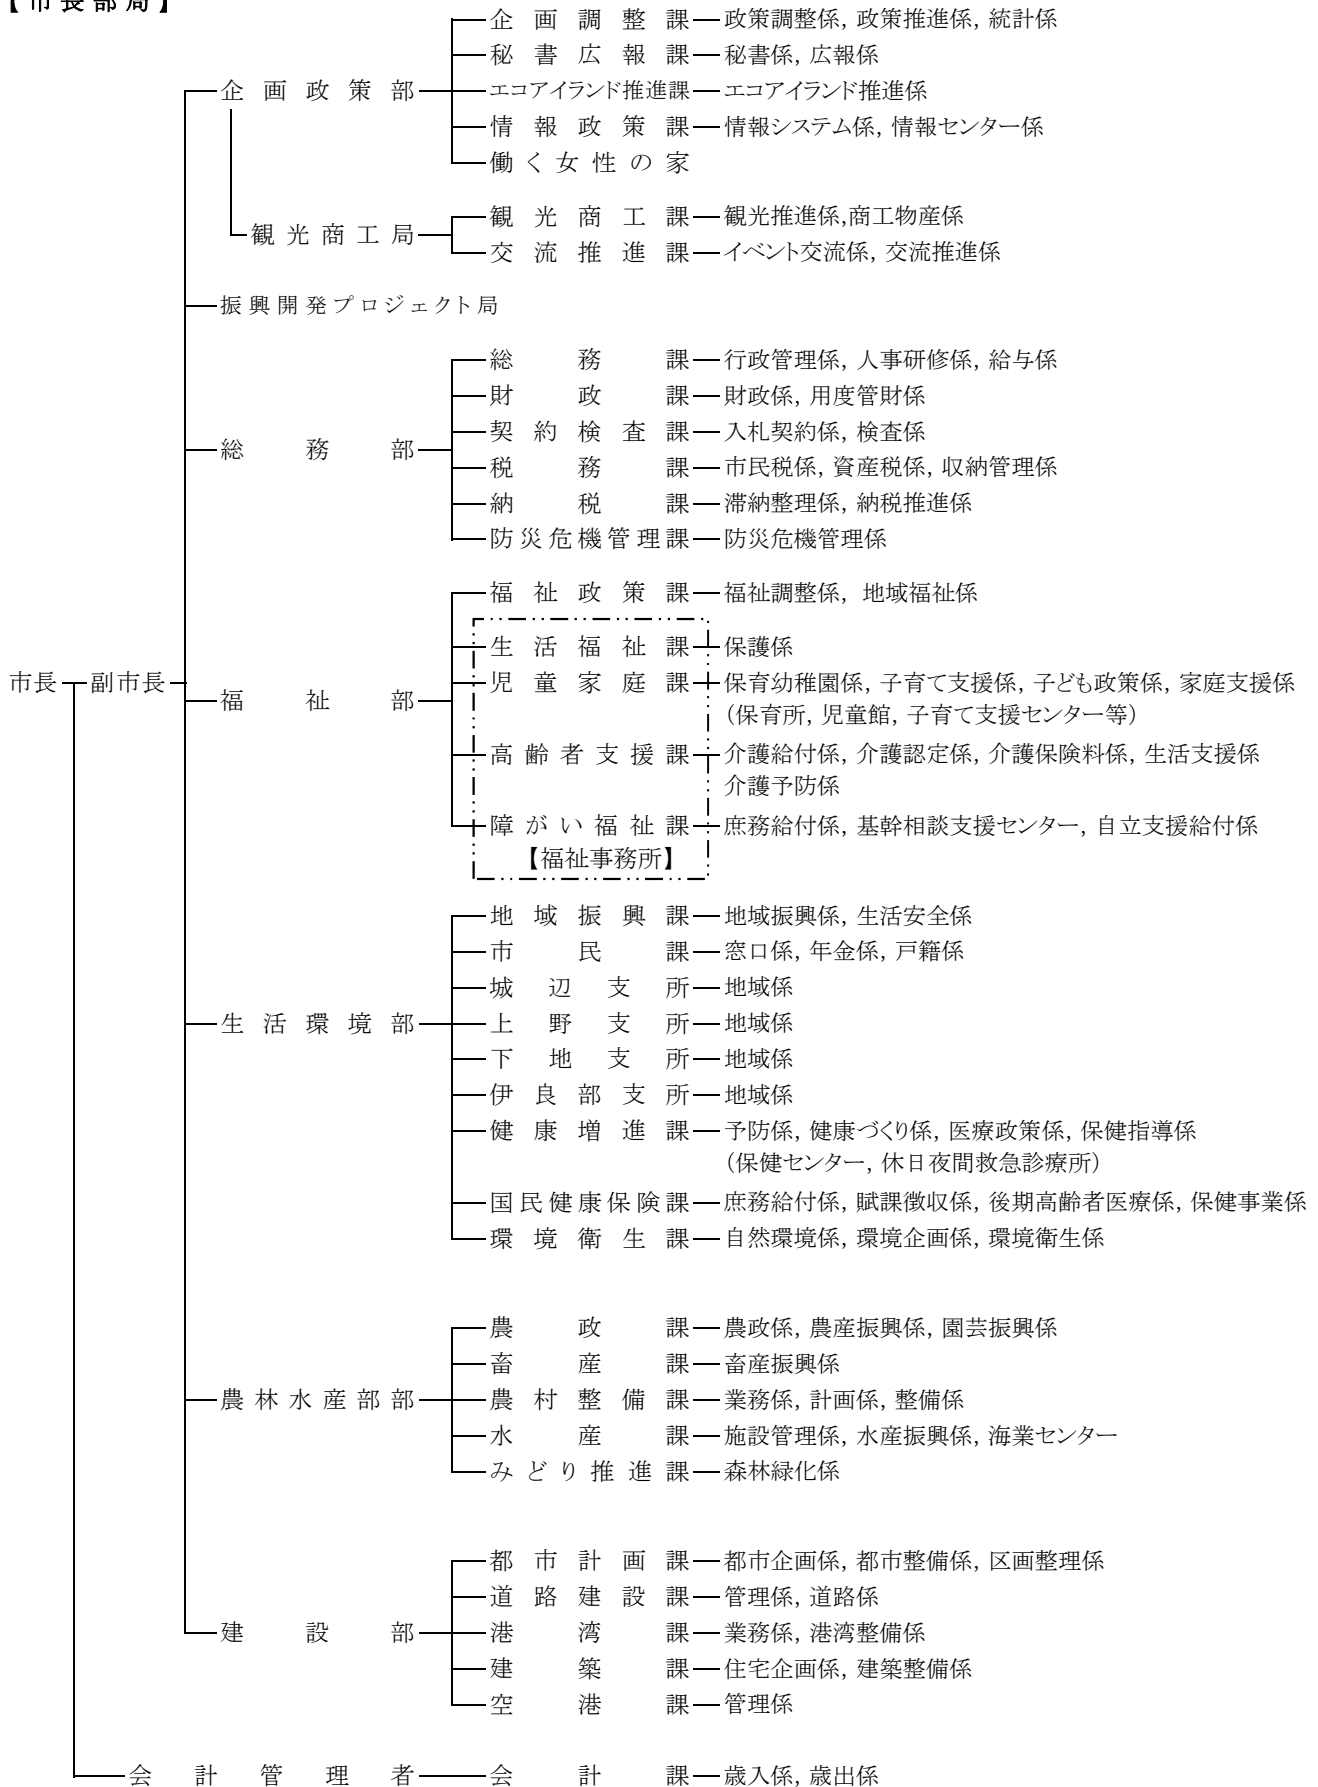 【市長部局】
企画調整課 政策調整係, 政策推進係, 統計係
秘書広報課 秘書係, 広報係
企画政策部 エコアイランド推進課 エコアイランド推進係
情報政策課 情報システム係, 情報センター係
働く女性の家
観光商工課 観光推進係,商工物産係
観光商工局
交流推進課 イベント交流係, 交流推進係
振興開発プロジェクト局
総務課 行政管理係, 人事研修係, 給与係
財政課 財政係, 用度管財係
契約検査課 入札契約係, 検査係
総務部
税務課 市民税係, 資産税係, 収納管理係
納税課 滞納整理係, 納税推進係
防災危機管理課 防災危機管理係
福祉政策課 福祉調整係, 地域福祉係
生活福祉課 保護係
市長 副市長 児童家庭課 保育幼稚園係, 子育て支援係, 子ども政策係, 家庭支援係
福祉部
（保育所, 児童館, 子育て支援センター等）
高齢者支援課 介護給付係, 介護認定係, 介護保険料係, 生活支援係
介護予防係
障がい福祉課 庶務給付係, 基幹相談支援センター, 自立支援給付係
【福祉事務所】
地域振興課 地域振興係, 生活安全係
市民課 窓口係, 年金係, 戸籍係
城辺支所 地域係
生活環境部 上野支所 地域係
下地支所 地域係
伊良部支所 地域係
健康増進課 予防係, 健康づくり係, 医療政策係, 保健指導係
（保健センター, 休日夜間救急診療所）
国民健康保険課 庶務給付係, 賦課徴収係, 後期高齢者医療係, 保健事業係
環境衛生課 自然環境係, 環境企画係, 環境衛生係
農政課 農政係, 農産振興係, 園芸振興係
畜産課 畜産振興係
農林水産部部 農村整備課 業務係, 計画係, 整備係
水産課 施設管理係, 水産振興係, 海業センター
みどり推進課 森林緑化係
都市計画課 都市企画係, 都市整備係, 区画整理係
道路建設課 管理係, 道路係
建設部 港湾課 業務係, 港湾整備係
建築課 住宅企画係, 建築整備係
空港課 管理係
会計管理者 会計課 歳入係, 歳出係